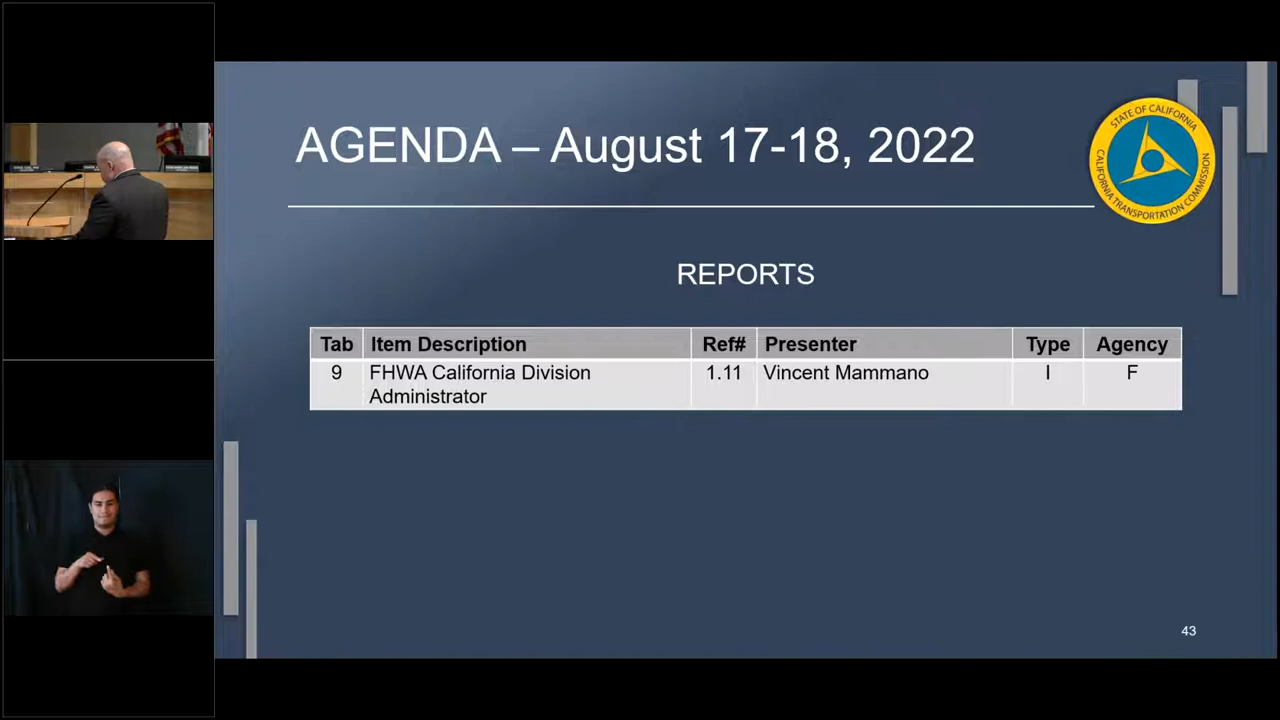 AGENDA – August 17-18, 2022
STATE OF CALIFORNIA
CALIFORNIA TRANSPORTATION COMMISSION
REPORTS
Tab Item Description Ref# Presenter Type Agency
9 FHWA California Division 1.11 Vincent Mammano I F
Administrator
43